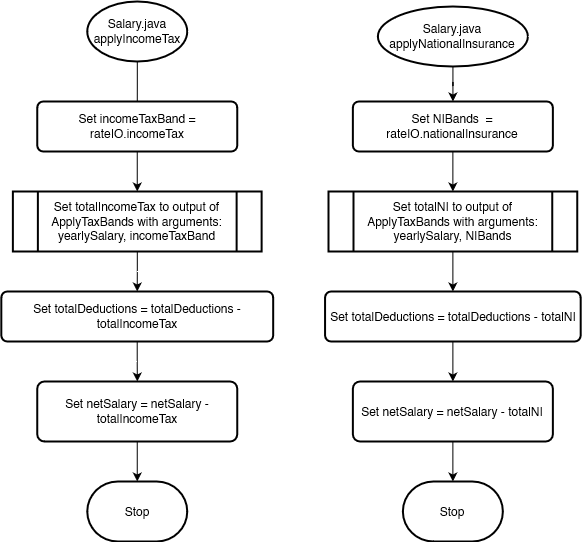 Salary.java
applyIncomeTax
Set incomeTaxBand =
rateIO.incomeTax
Set totalIncomeTax to output of
ApplyTaxBands with arguments:
yearlySalary, incomeTaxBand
Set totalDeductions = totalDeductions -
totalIncomeTax
Set netSalary = netSalary -
totalIncomeTax
Stop
Salary.java
applyNationalInsurance
Set NIBands  =
rateIO.nationalInsurance
Set totalNI to output of
ApplyTaxBands with arguments:
yearlySalary, NIBands
Set totalDeductions = totalDeductions - totalNI
Set netSalary = netSalary - totalNI
Stop